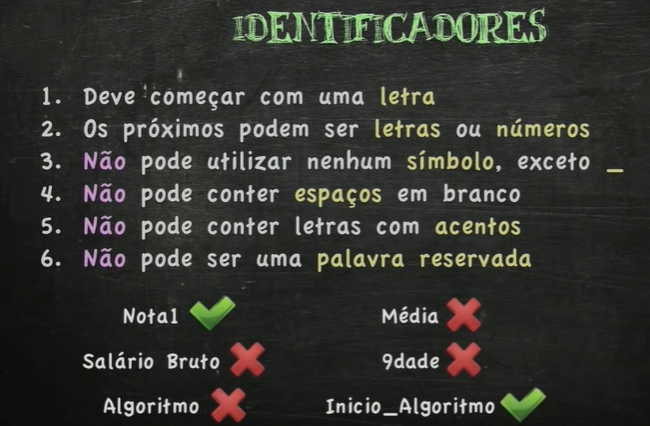 IDENTIFICADORES
1. Deve começar com uma letra
2. Os próximos podem ser letras ou números
3. Não pode utilizar nenhum símbolo, exceto _
4. Não pode conter espaços em branco
5. Não pode conter letras com acentos
6. Não pode ser uma palavra reservada
Nota1 Média
Salário Bruto 9dade
Algoritmo Inicio_Algoritmo